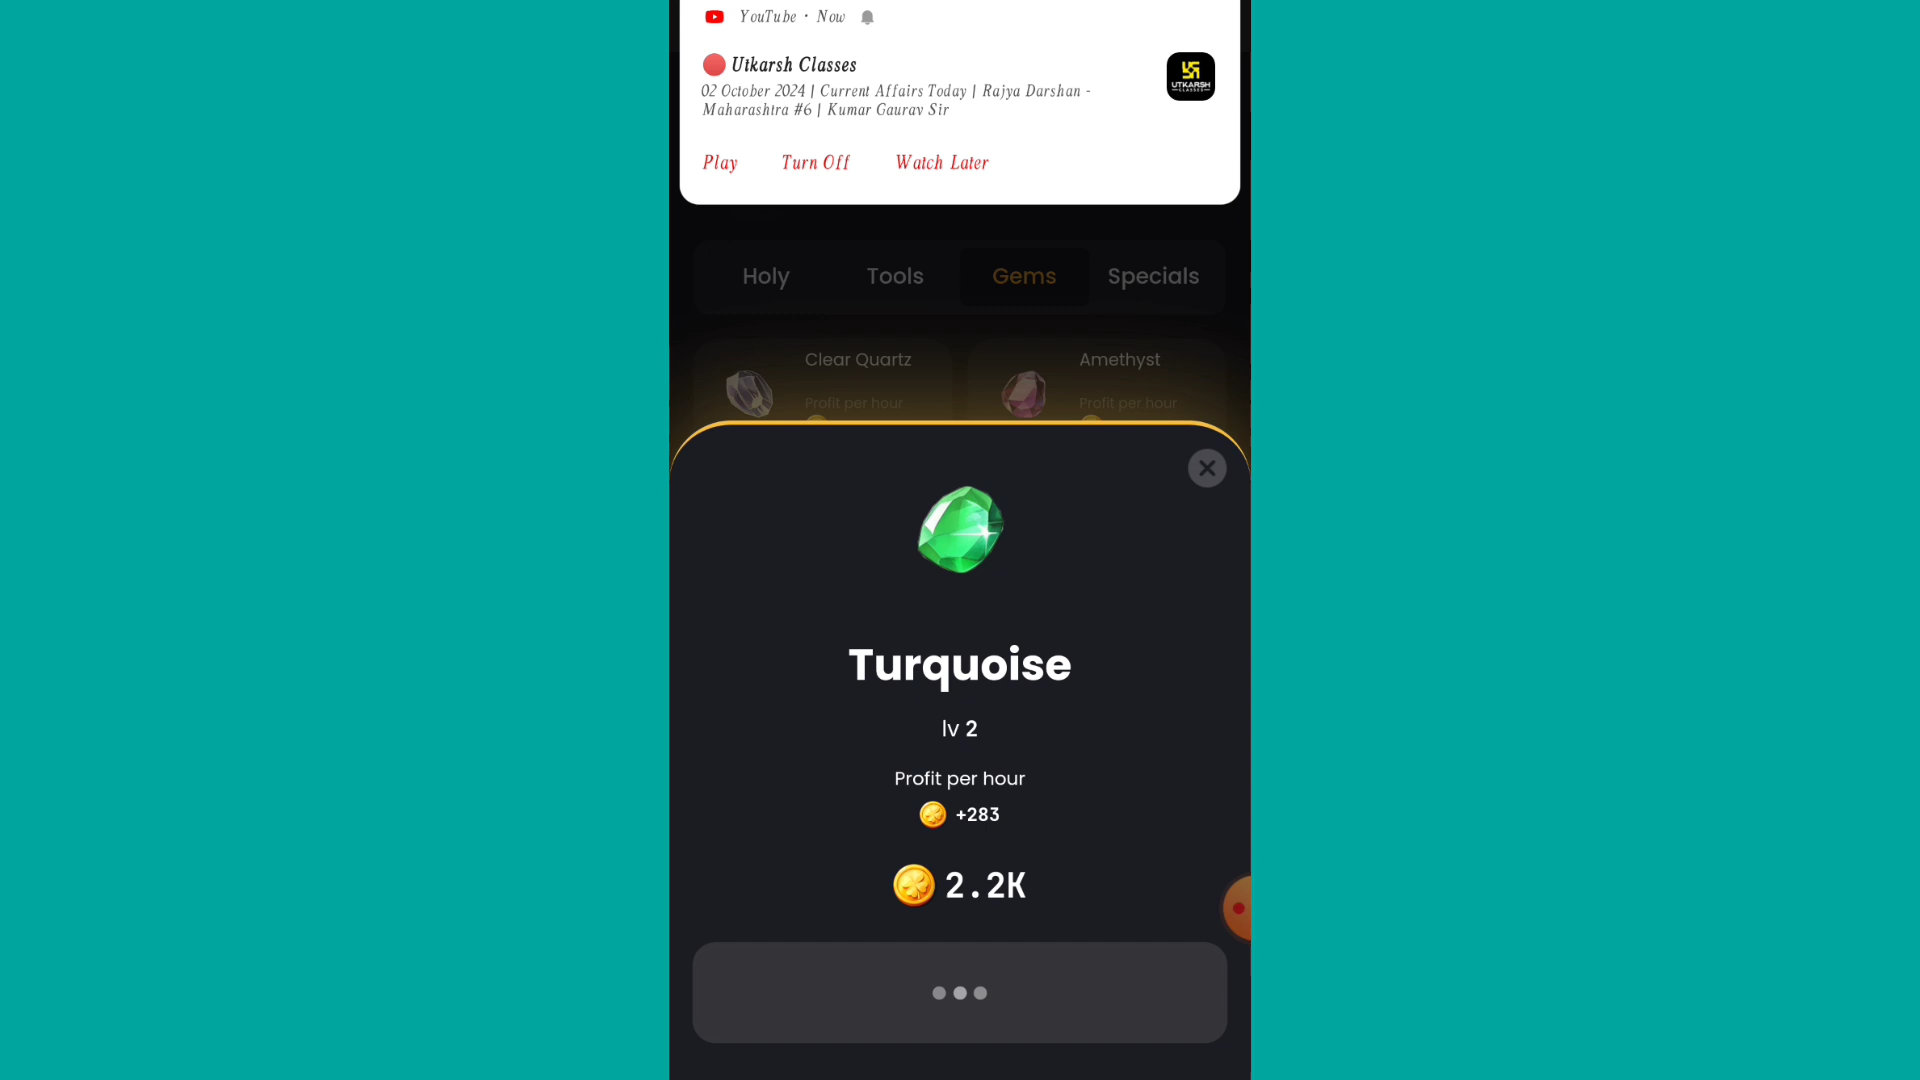 YouTube · Now
Utkarsh Classes
02 October 2024 | Current Affairs Today | Rajya Darshan -
Maharashtra #6 | Kumar Gaurav Sir
UTKARSH
CLASSES
Play Turn Off Watch Later
Holy Tools Gems Specials
Clear Quartz Amethyst
Profit per hour Profit per hour
Turquoise
lv 2
Profit per hour
+283
2.2K